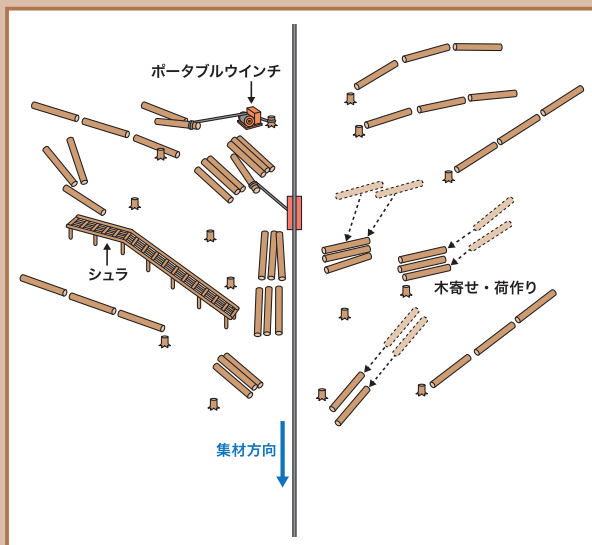 ポータブルウインチ
シュラ
木寄せ・荷作り
集材方向